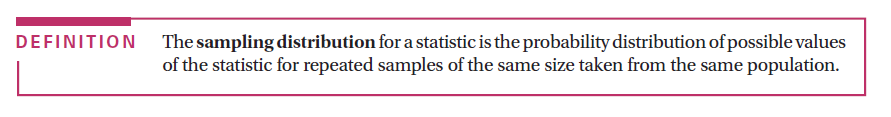 DEFINITION The sampling distribution for a statistic is the probability distribution of possible values
of the statistic for repeated samples of the same size taken from the same population.